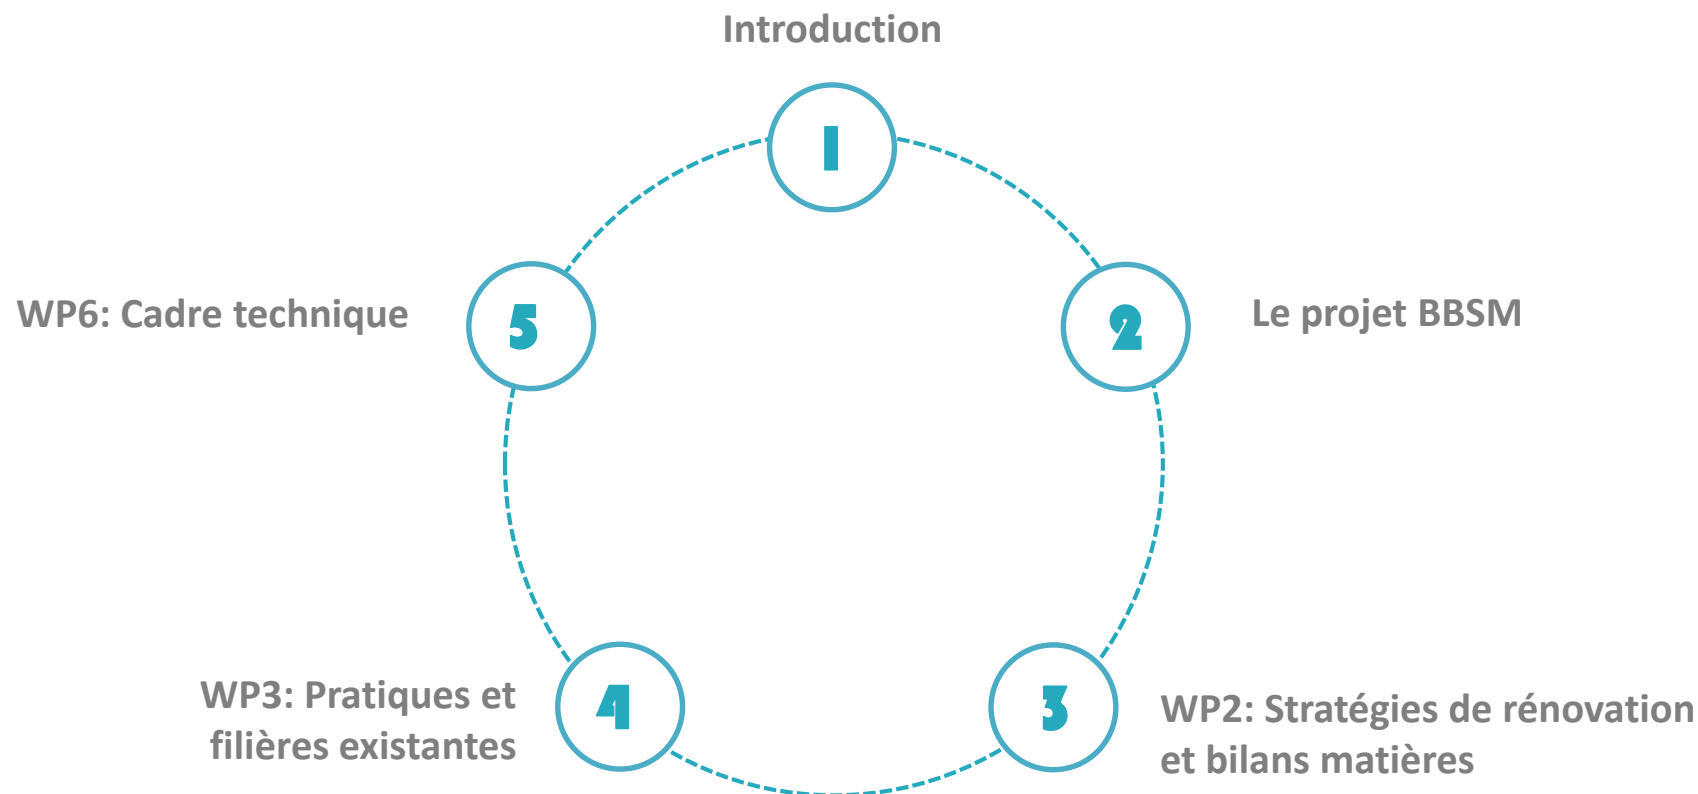 Introduction
1
2
Le projet BBSM
3
WP2: Stratégies de rénovation
et bilans matières
4
WP3: Pratiques et
filières existantes
5
WP6: Cadre technique